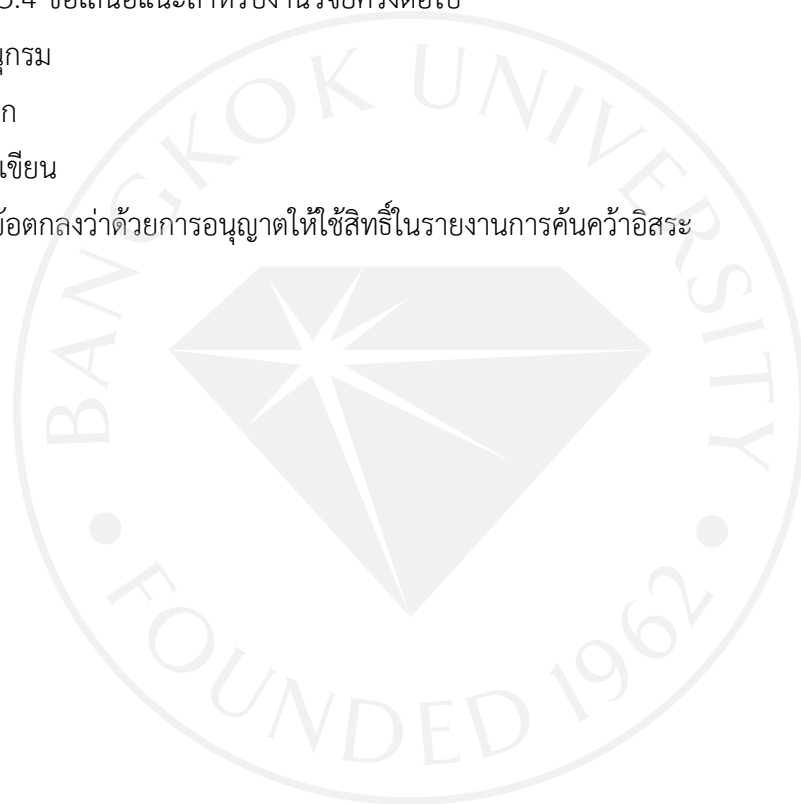 ุกรม
ก
เขียน
้อตกลงว่าด้วยการอนุญาตให้ใช้สิทธิ์ในรายงานการค้นคว้าอิสระ
BANGKOK UNIVERSITY
FOUNDED 1962